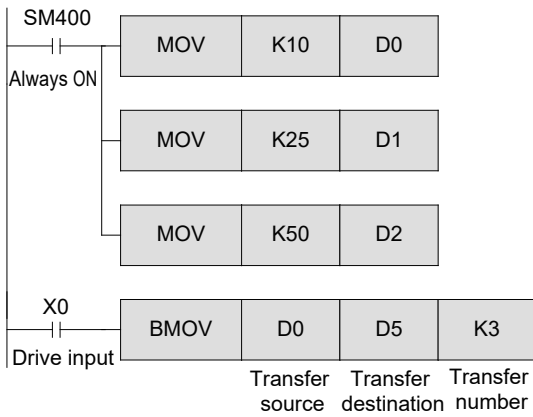 SM400
MOV K10 D0
Always ON
MOV K25 D1
MOV K50 D2
X0
BMOV D0 D5 K3
Drive input
Transfer Transfer Transfer
source destination number